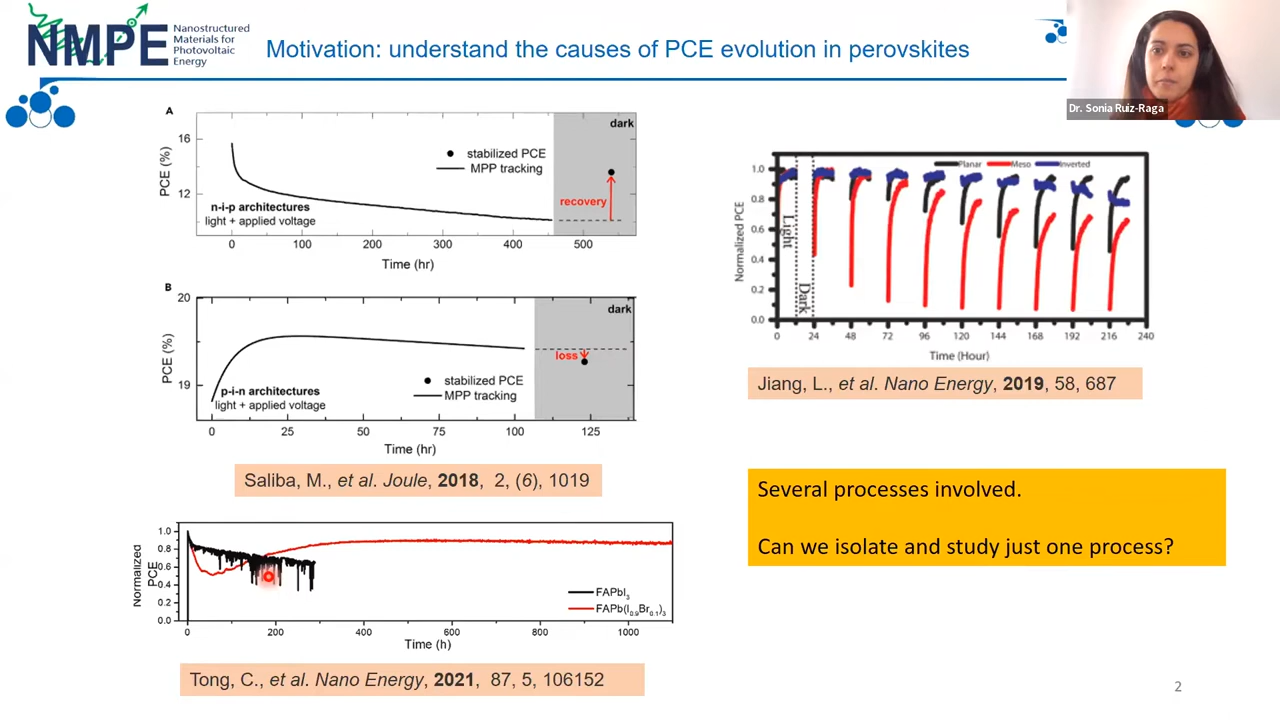 NMPE
Nanostructured
Materials for
Photovoltaic
Energy
Motivation: understand the causes of PCE evolution in perovskites
Dr. Sonia Ruiz-Raga
A
16
12
PCE (%)
n-i-p architectures
light + applied voltage
stabilized PCE
MPP tracking
dark
recovery
0 100 200 300 400 500
Time (hr)
B
20
19
PCE (%)
p-i-n architectures
light + applied voltage
stabilized PCE
MPP tracking
dark
loss
0 25 50 75 100 125
Time (hr)
Saliba, M., et al. Joule, 2018, 2, (6), 1019
Normalized
PCE
1.0
0.8
0.6
0.4
0.2
0.0
FAPbI3
FAPb(I0.9Br0.1)3
0 200 400 600 800 1000
Time (h)
Tong, C., et al. Nano Energy, 2021, 87, 5, 106152
Planar Meso Inverted
Normalized PCE
1.0
0.8
0.6
0.4
0.2
0.0
Light
Dark
0 24 48 72 96 120 144 168 192 216 240
Time (Hour)
Jiang, L., et al. Nano Energy, 2019, 58, 687
Several processes involved.
Can we isolate and study just one process?
2